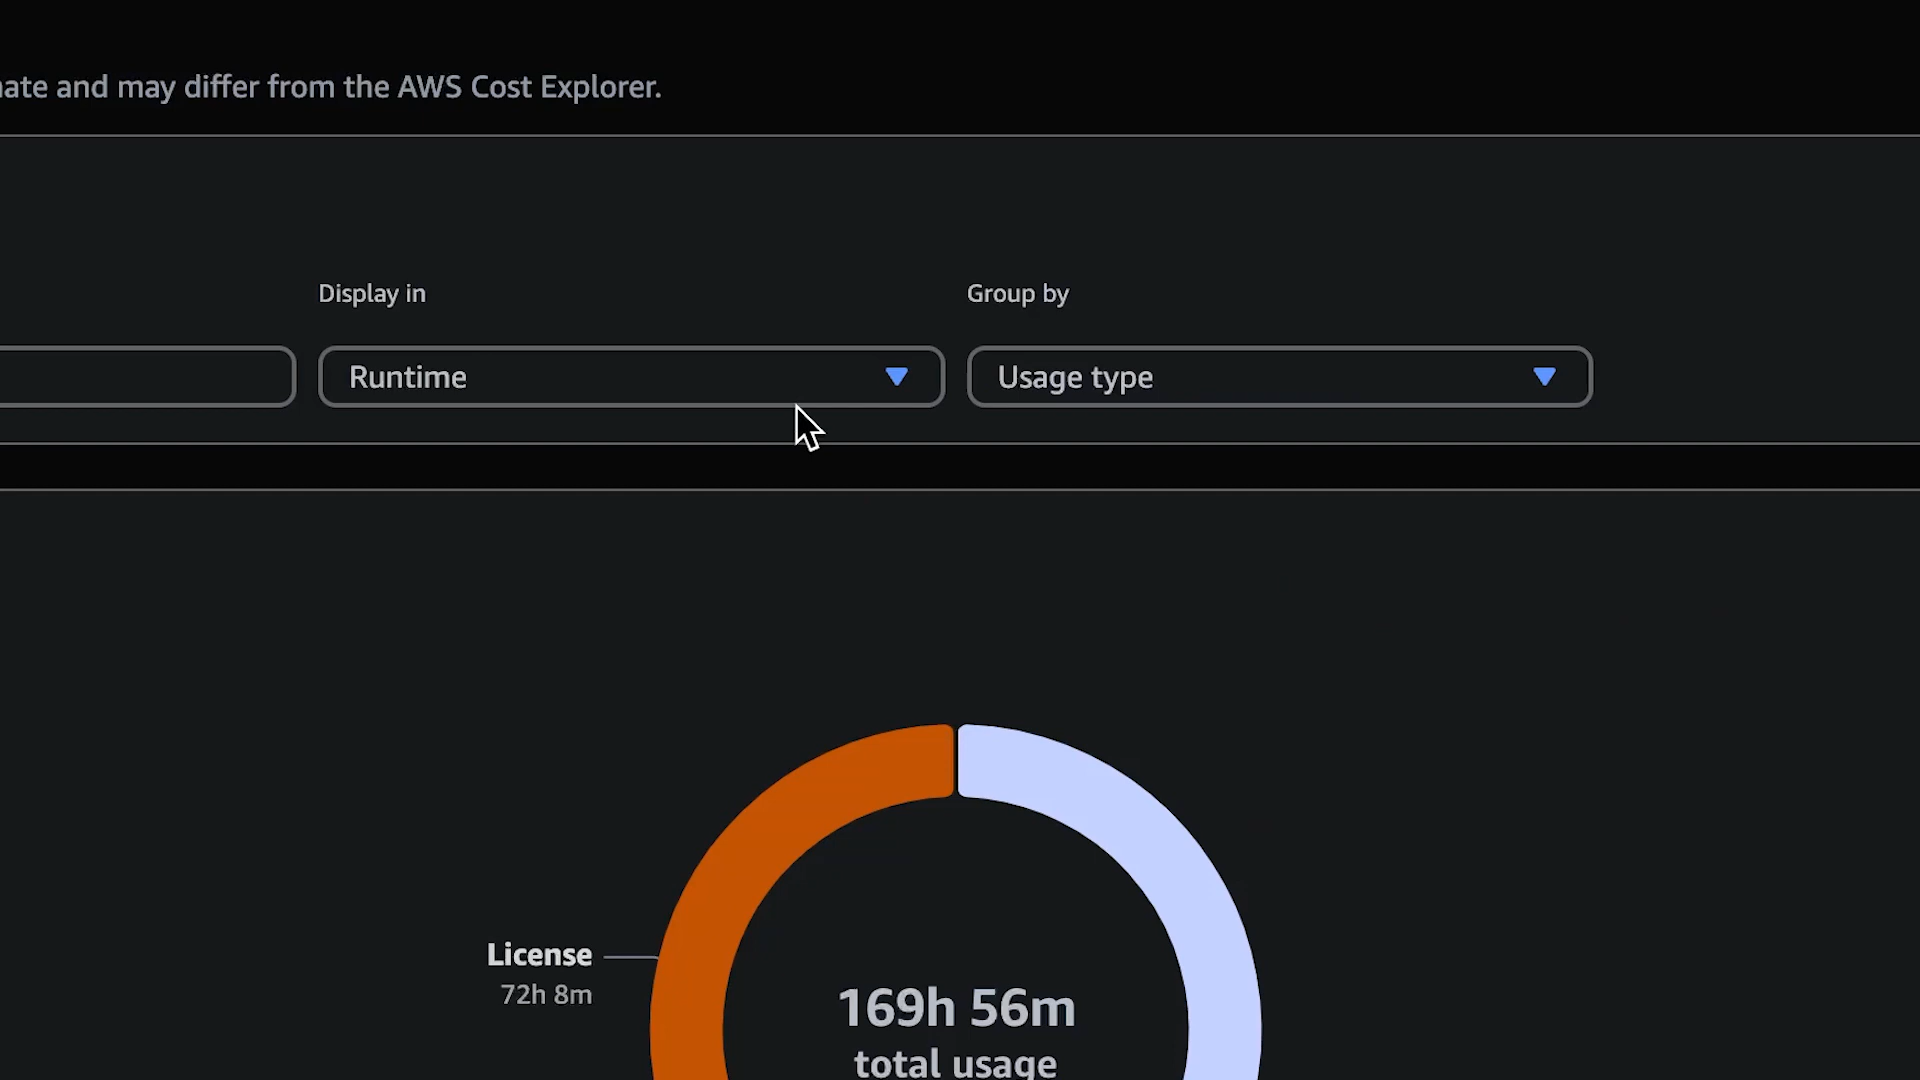 and may differ from the AWS Cost Explorer.
Display in
Group by
Runtime
Usage type
License
72h 8m
169h 56m
total usage